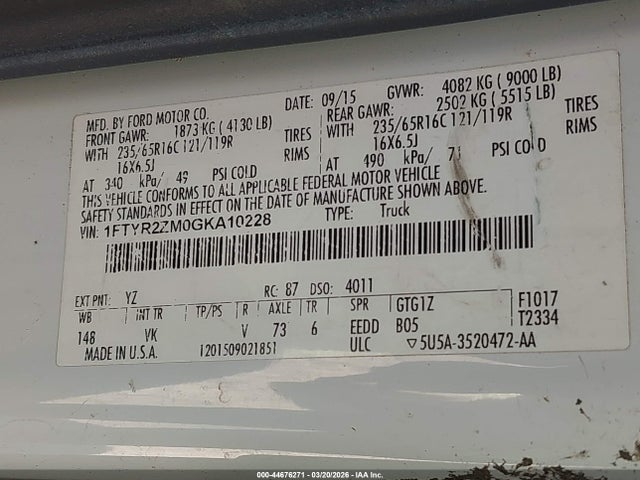 MFD. BY FORD MOTOR CO.
DATE: 09/15
GVWR: 4082 KG ( 9000 LB)
FRONT GAWR: 1873 KG ( 4130 LB)
REAR GAWR: 2502 KG ( 5515 LB)
WITH 235/65R16C 121/119R TIRES
WITH 235/65R16C 121/119R TIRES
16X6.5J RIMS
16X6.5J RIMS
AT 340 kPa/ 49 PSI COLD
AT 490 kPa/ 71 PSI COLD
THIS VEHICLE CONFORMS TO ALL APPLICABLE FEDERAL MOTOR VEHICLE
SAFETY STANDARDS IN EFFECT ON THE DATE OF MANUFACTURE SHOWN ABOVE.
VIN: 1FTYR2ZM0GKA10228
TYPE: Truck
EXT PNT: YZ RC: 87 DSO: 4011
WB INT TR TP/PS R AXLE TR SPR GTG1Z F1017
148 VK V 73 6 EEDD B05 T2334
MADE IN U.S.A. 1201509021851 ULC ▽5U5A-3520472-AA
000-44676271 - 03/20/2026 - IAA Inc.